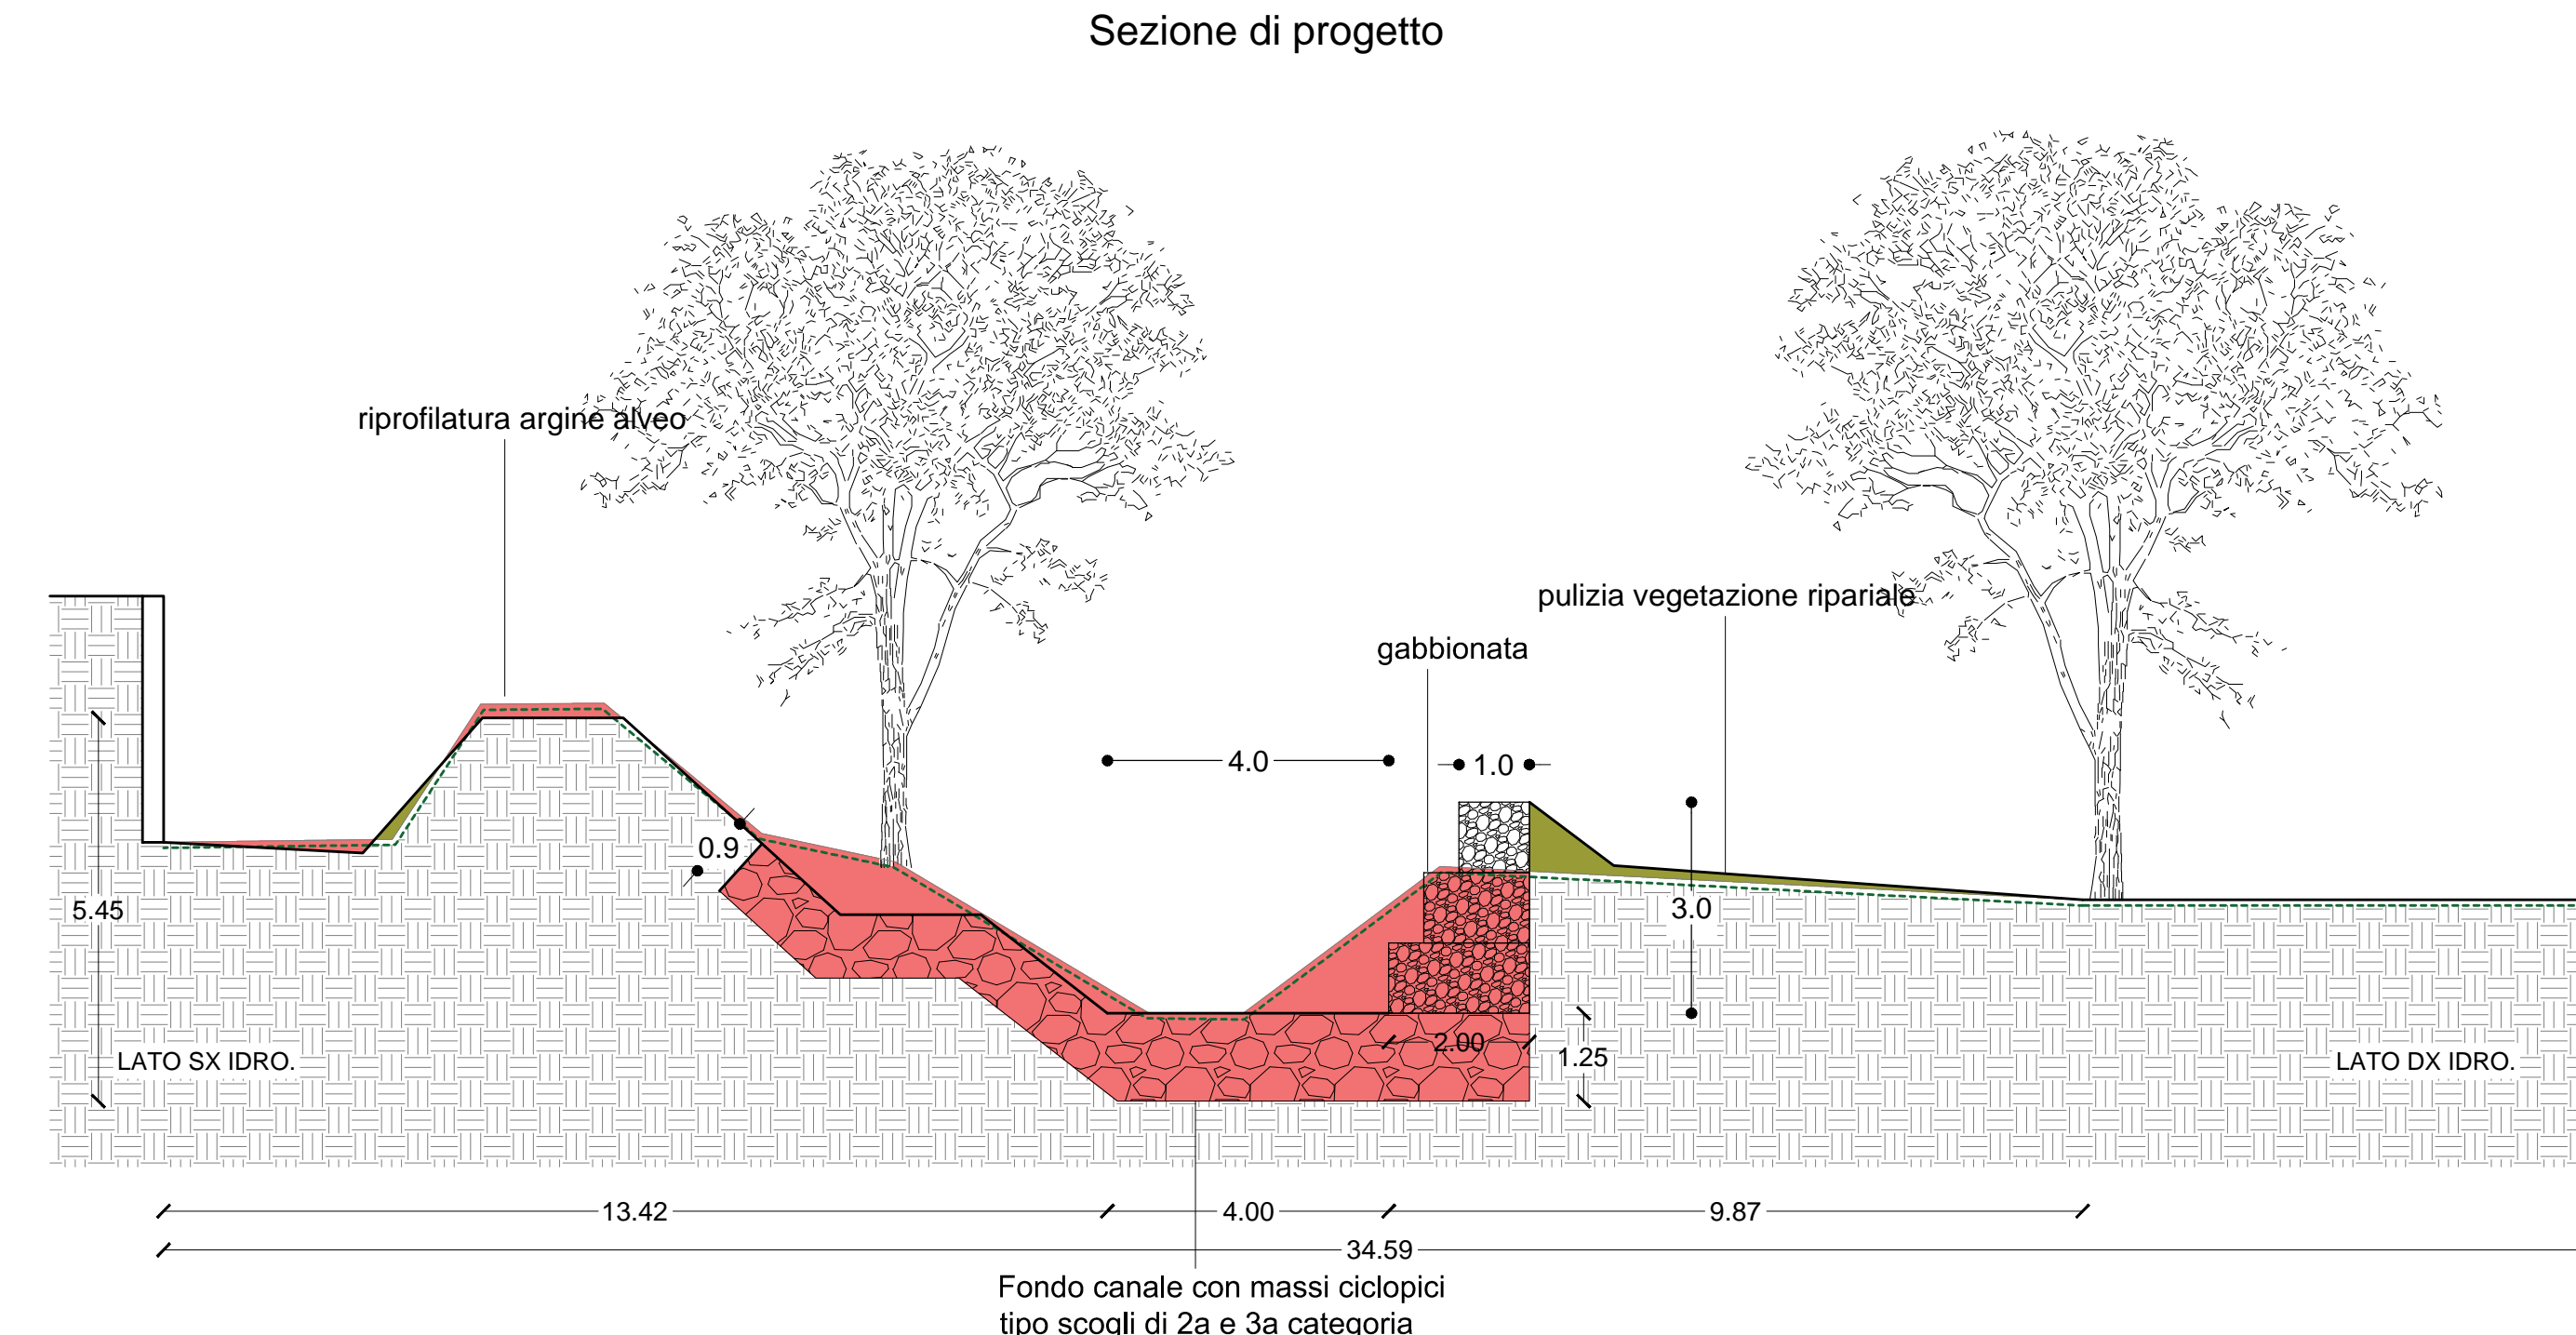 Sezione di progetto
riprofilatura argine alveo
pulizia vegetazione ripariale
gabbionata
4.0
1.0
0.9
5.45
3.0
2.00
1.25
LATO SX IDRO.
LATO DX IDRO.
13.42
4.00
9.87
34.59
Fondo canale con massi ciclopici
tipo scogli di 2a e 3a categoria